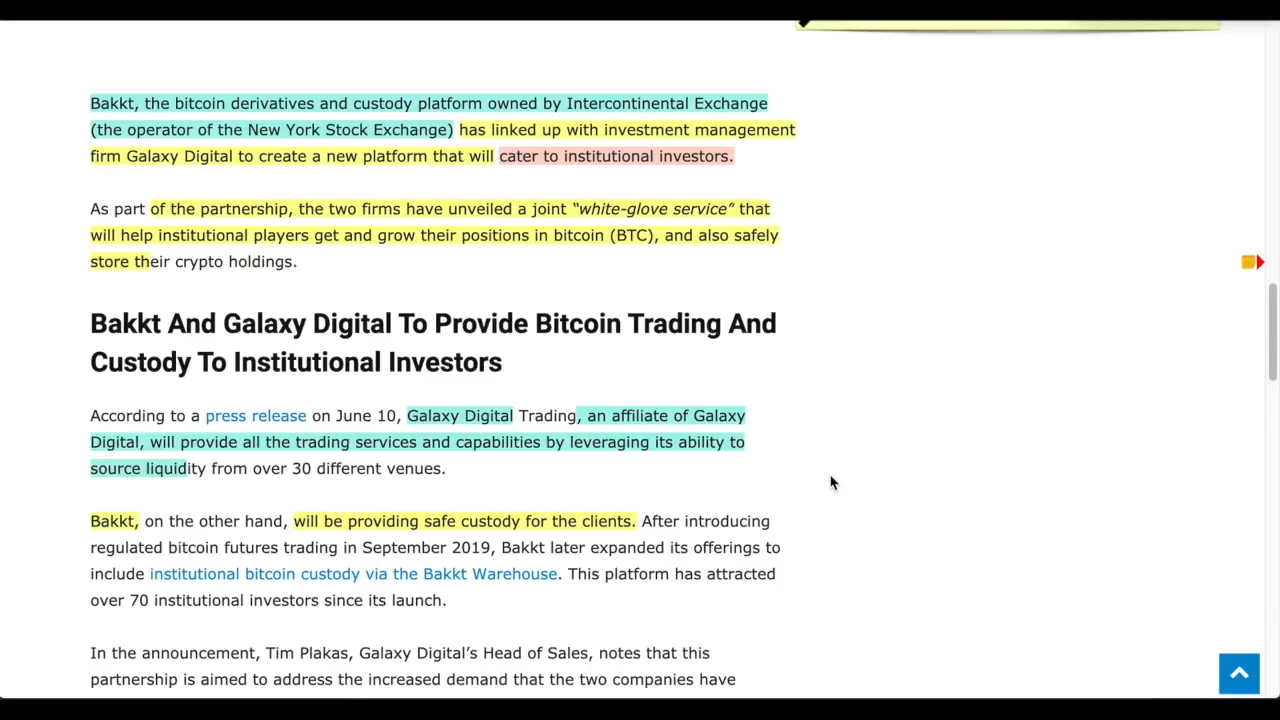 Bakkt, the bitcoin derivatives and custody platform owned by Intercontinental Exchange
(the operator of the New York Stock Exchange) has linked up with investment management
firm Galaxy Digital to create a new platform that will cater to institutional investors.
As part of the partnership, the two firms have unveiled a joint “white-glove service” that
will help institutional players get and grow their positions in bitcoin (BTC), and also safely
store their crypto holdings.
Bakkt And Galaxy Digital To Provide Bitcoin Trading And
Custody To Institutional Investors
According to a press release on June 10, Galaxy Digital Trading, an affiliate of Galaxy
Digital, will provide all the trading services and capabilities by leveraging its ability to
source liquidity from over 30 different venues.
Bakkt, on the other hand, will be providing safe custody for the clients. After introducing
regulated bitcoin futures trading in September 2019, Bakkt later expanded its offerings to
include institutional bitcoin custody via the Bakkt Warehouse. This platform has attracted
over 70 institutional investors since its launch.
In the announcement, Tim Plakas, Galaxy Digital’s Head of Sales, notes that this
partnership is aimed to address the increased demand that the two companies have